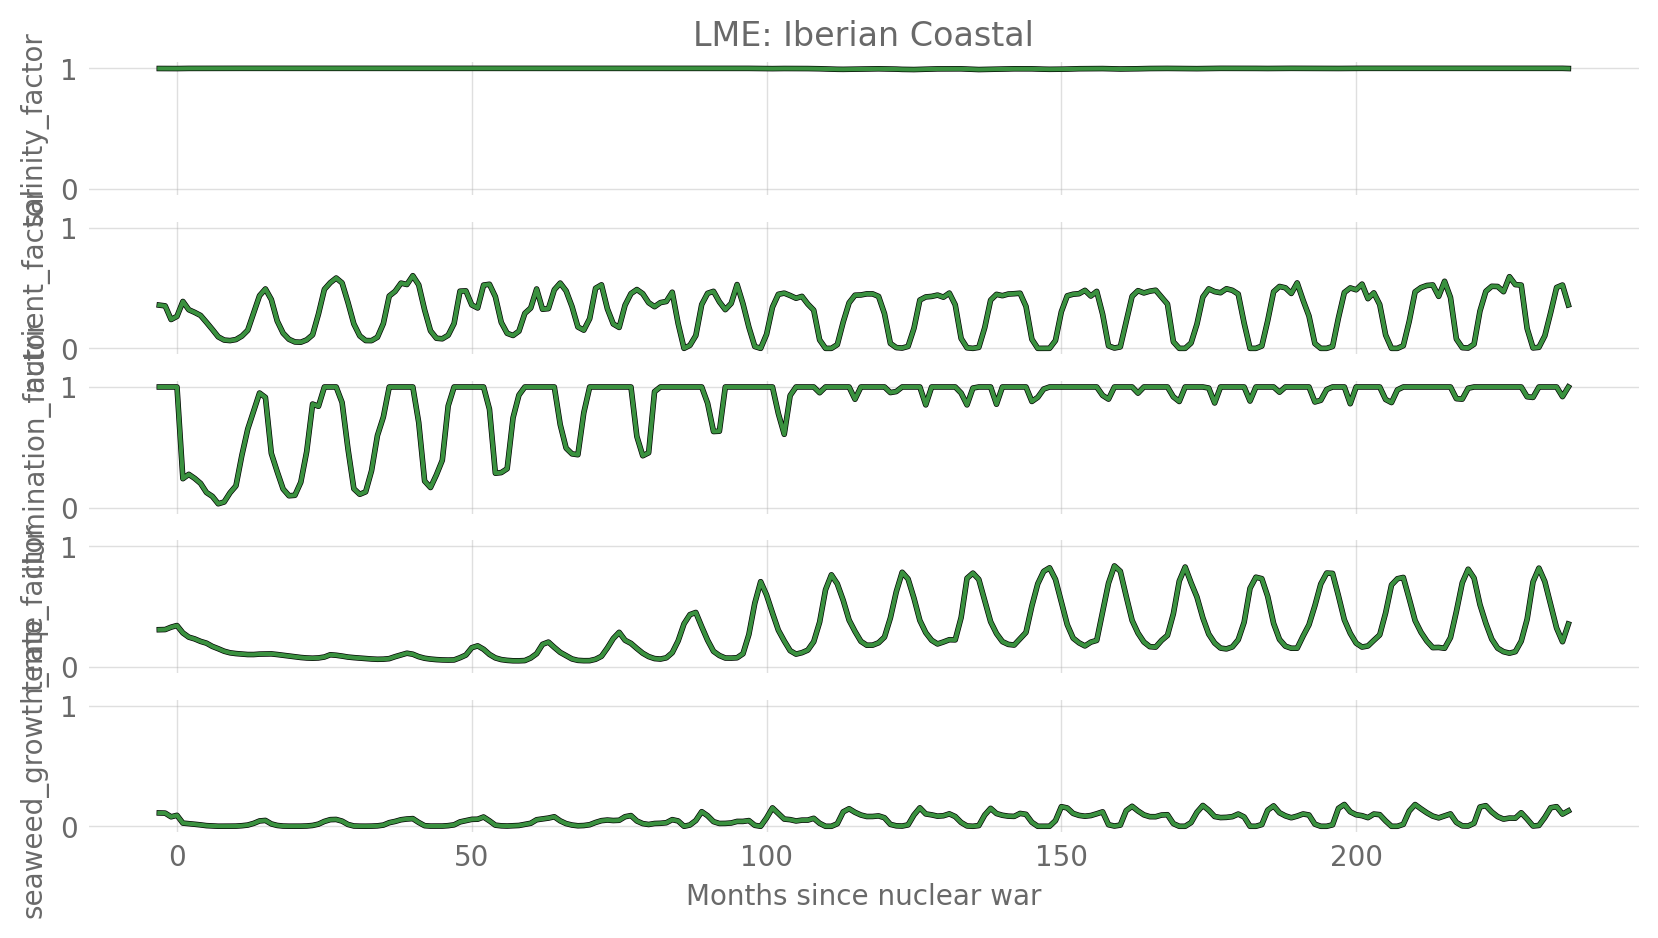 LME: Iberian Coastal
salinity_factor
1
0
nutrient_factor
1
0
illumination_factor
1
0
temp_factor
1
0
seaweed_growth_rate
1
0
0
50
100
150
200
Months since nuclear war